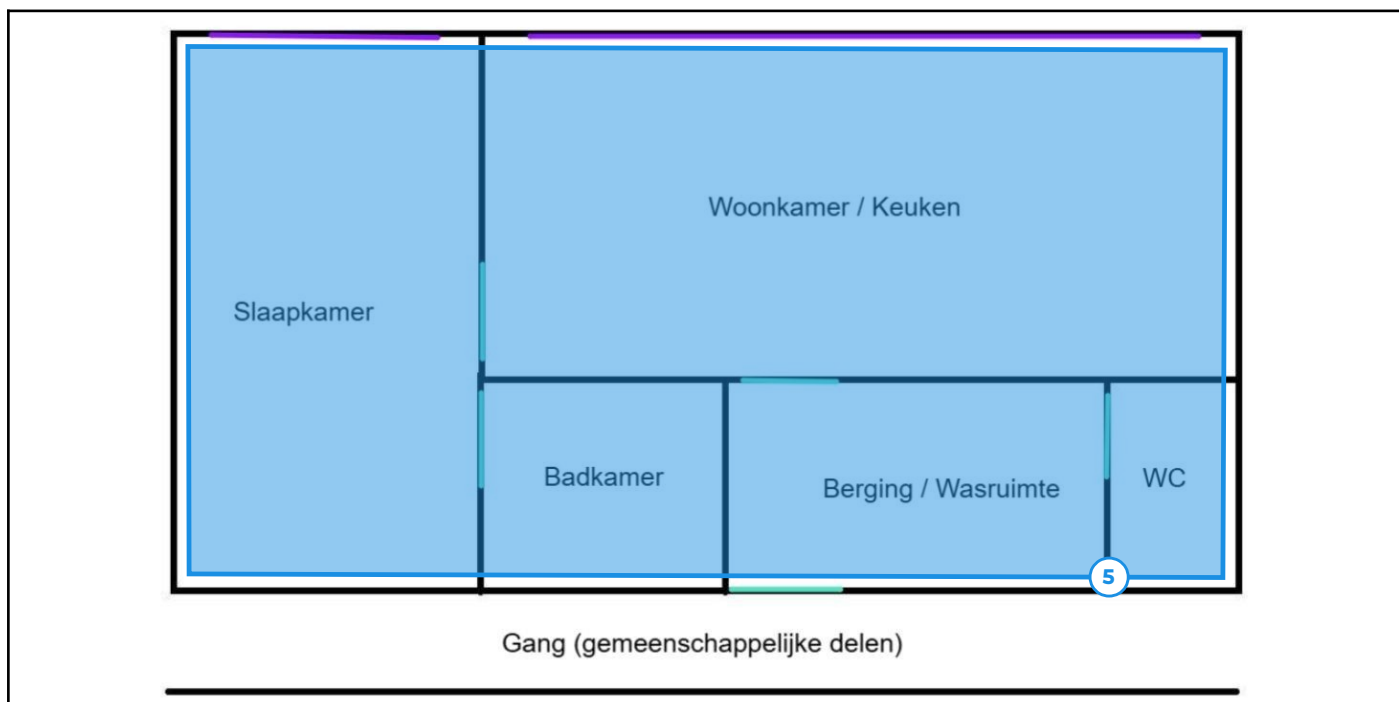 Woonkamer / Keuken
Slaapkamer
Badkamer
Berging / Wasruimte
WC
5
Gang (gemeenschappelijke delen)